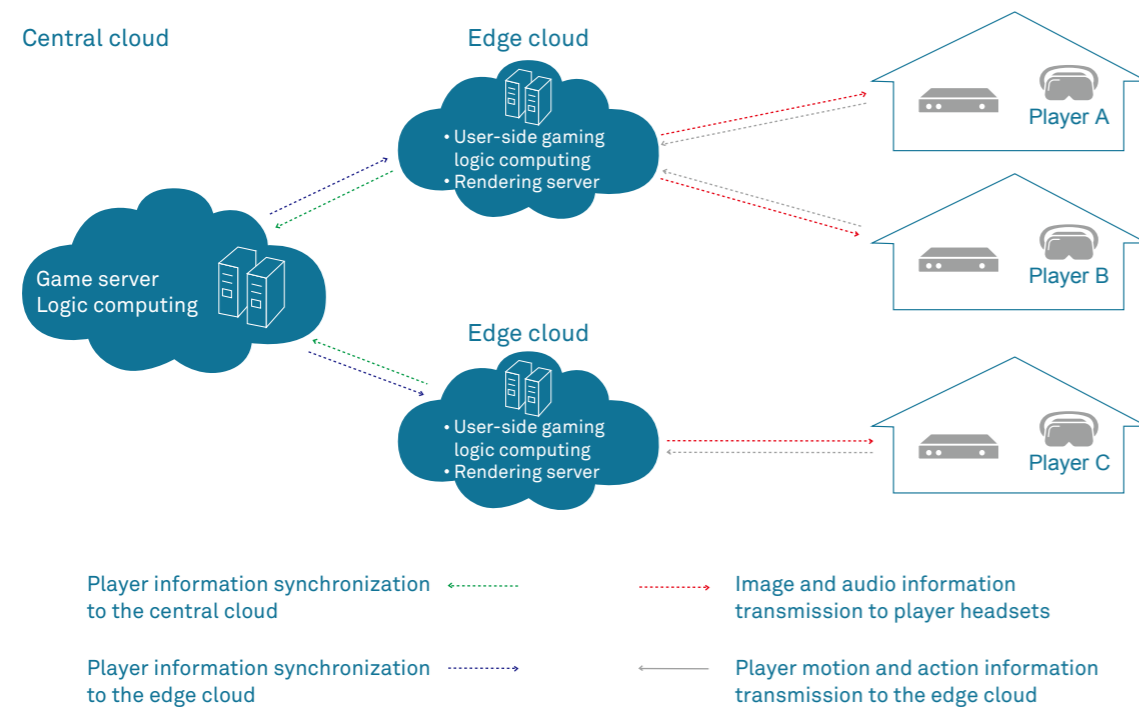 Central cloud
Edge cloud
• User-side gaming
logic computing
• Rendering server
Player A
Player B
Game server
Logic computing
Edge cloud
• User-side gaming
logic computing
• Rendering server
Player C
Player information synchronization
to the central cloud
Image and audio information
transmission to player headsets
Player information synchronization
to the edge cloud
Player motion and action information
transmission to the edge cloud